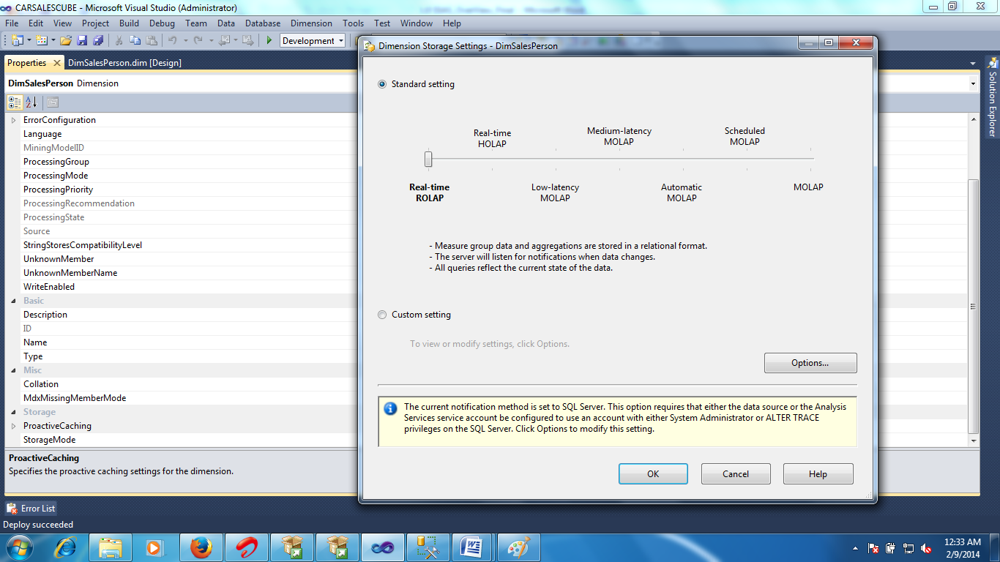 CARSALESCUBE - Microsoft Visual Studio (Administrator)
File Edit View Project Build Debug Team Data Database Dimension Tools Test Window Help
Development
Properties DimSalesPerson.dim [Design]
DimSalesPerson Dimension
ErrorConfiguration
Language
MiningModelID
ProcessingGroup
ProcessingMode
ProcessingPriority
ProcessingRecommendation
ProcessingState
Source
StringStoresCompatibilityLevel
UnknownMember
UnknownMemberName
WriteEnabled
Basic
Description
ID
Name
Type
Misc
Collation
MdxMissingMemberMode
Storage
ProactiveCaching
StorageMode
ProactiveCaching
Specifies the proactive caching settings for the dimension.
Error List
Deploy succeeded
Solution Explorer
Dimension Storage Settings - DimSalesPerson
Standard setting
Real-time
HOLAP
Medium-latency
MOLAP
Scheduled
MOLAP
Real-time
ROLAP
Low-latency
MOLAP
Automatic
MOLAP
MOLAP
- Measure group data and aggregations are stored in a relational format.
- The server will listen for notifications when data changes.
- All queries reflect the current state of the data.
Custom setting
To view or modify settings, click Options.
Options...
The current notification method is set to SQL Server. This option requires that either the data source or the Analysis
Services service account be configured to use an account with either System Administrator or ALTER TRACE
privileges on the SQL Server. Click Options to modify this setting.
OK Cancel Help
12:33 AM
2/9/2014